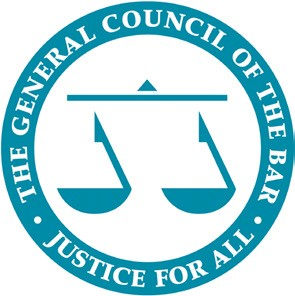 THE GENERAL COUNCIL OF THE BAR
JUSTICE FOR ALL